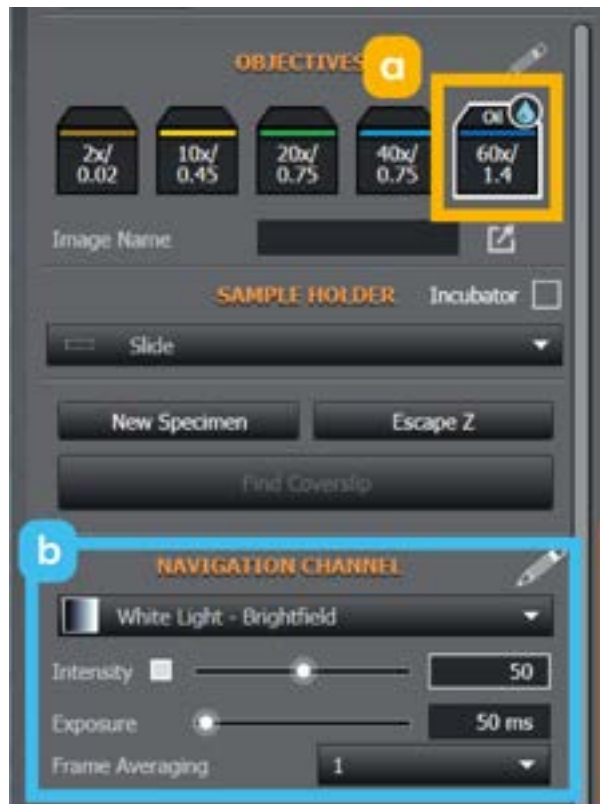 OBJECTIVES
a
Oil
2x/
0.02
10x/
0.45
20x/
0.75
40x/
0.75
60x/
1.4
Image Name
SAMPLE HOLDER Incubator
Slide
New Specimen Escape Z
Find Coverslip
b
NAVIGATION CHANNEL
White Light - Brightfield
Intensity 50
Exposure 50 ms
Frame Averaging 1